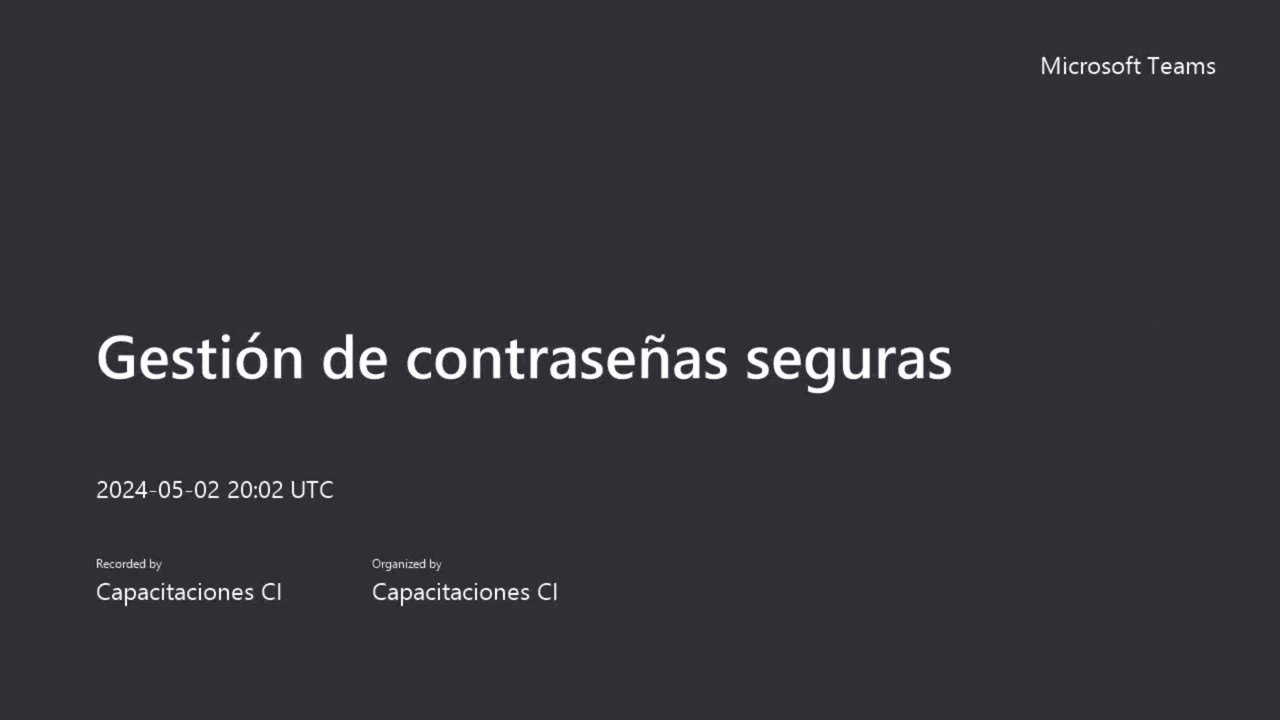 Microsoft Teams
Gestión de contraseñas seguras
2024-05-02 20:02 UTC
Recorded by
Capacitaciones CI
Organized by
Capacitaciones CI